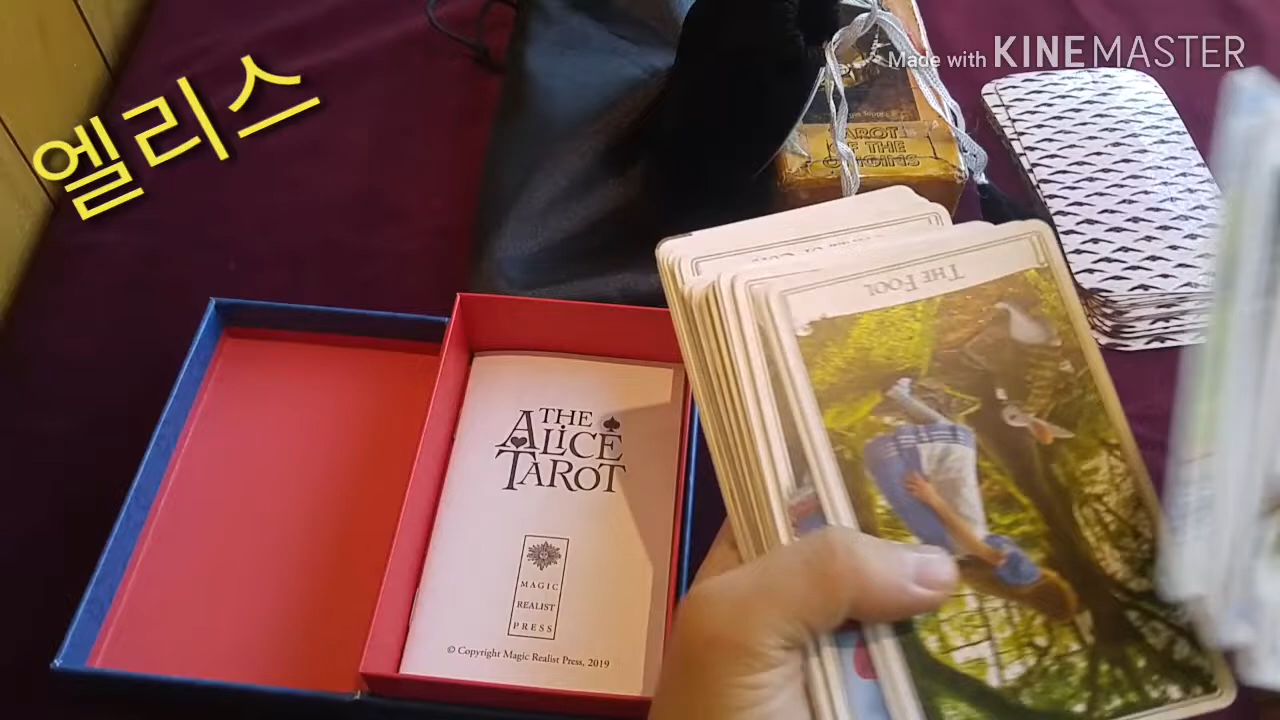 엘리스
Made with KINEMASTER
TAROT
OF THE
ORIGINS
THE FOOL
THE
ALICE
TAROT
MAGIC
REALIST
PRESS
© Copyright Magic Realist Press, 2019